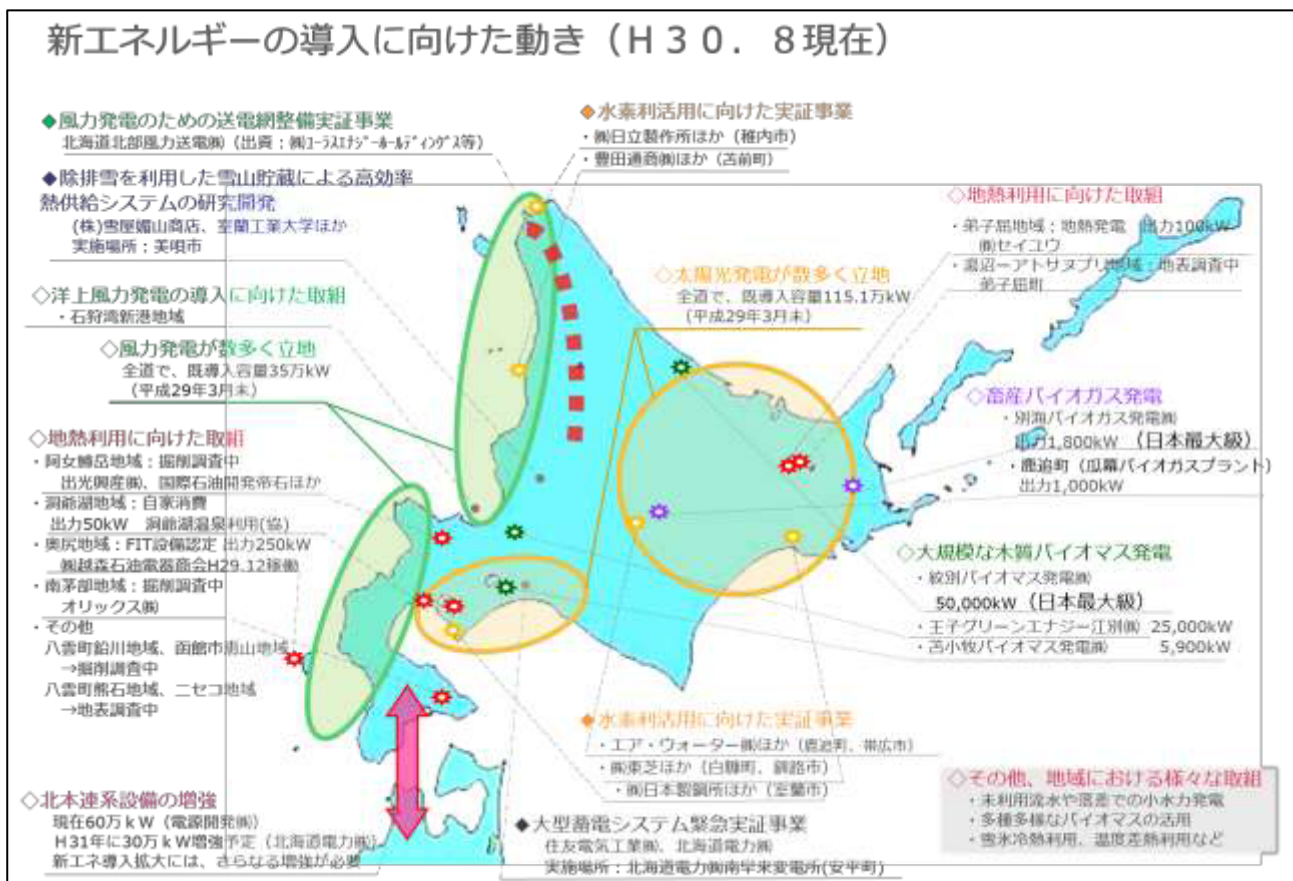 新エネルギーの導入に向けた動き（Ｈ３０．８現在）
◆風力発電のための送電網整備実証事業
北海道北部風力送電㈱（出資：㈱ﾕｰﾗｽｴﾅｼﾞｰﾎｰﾙﾃﾞｨﾝｸﾞｽ等）
◆除排雪を利用した雪山貯蔵による高効率
熱供給システムの研究開発
(株)雪屋媚山商店、室蘭工業大学ほか
実施場所：美唄市
◇洋上風力発電の導入に向けた取組
・石狩湾新港地域
◇風力発電が数多く立地
全道で、既導入容量35万kW
（平成29年3月末）
◇地熱利用に向けた取組
・阿女鱒岳地域：掘削調査中
出光興産㈱、国際石油開発帝石ほか
・洞爺湖地域：自家消費
出力50kW　洞爺湖温泉利用(協)
・奥尻地域：FIT設備認定 出力250kW
㈱越森石油電器商会H29.12稼働
・南茅部地域：掘削調査中
オリックス㈱
・その他
八雲町鉛川地域、函館市恵山地域
→掘削調査中
八雲町熊石地域、ニセコ地域
→地表調査中
◇北本連系設備の増強
現在60万ｋＷ（電源開発㈱）
Ｈ31年に30万ｋＷ増強予定（北海道電力㈱）
新エネ導入拡大には、さらなる増強が必要
◆水素利活用に向けた実証事業
・㈱日立製作所ほか（稚内市）
・豊田通商㈱ほか（苫前町）
◇太陽光発電が数多く立地
全道で、既導入容量115.1万kW
（平成29年3月末）
◇地熱利用に向けた取組
・弟子屈地域：地熱発電　出力100kW
㈱セイユウ
・湯沼ーアトサヌプリ地域：地表調査中
弟子屈町
◇畜産バイオガス発電
・別海バイオガス発電㈱
出力1,800kW （日本最大級）
・鹿追町（瓜幕バイオガスプラント）
出力1,000kW
◇大規模な木質バイオマス発電
・紋別バイオマス発電㈱
50,000kW（日本最大級）
・王子グリーンエナジー江別㈱ 25,000kW
・苫小牧バイオマス発電㈱　5,900kW
◆水素利活用に向けた実証事業
・エア・ウォーター㈱ほか（鹿追町、帯広市）
・㈱東芝ほか（白糠町、釧路市）
・㈱日本製鋼所ほか（室蘭市）
◆大型蓄電システム緊急実証事業
住友電気工業㈱、北海道電力㈱
実施場所：北海道電力㈱南早来変電所(安平町)
◇その他、地域における様々な取組
・未利用流水や落差での小水力発電
・多種多様なバイオマスの活用
・雪氷冷熱利用、温度差熱利用など